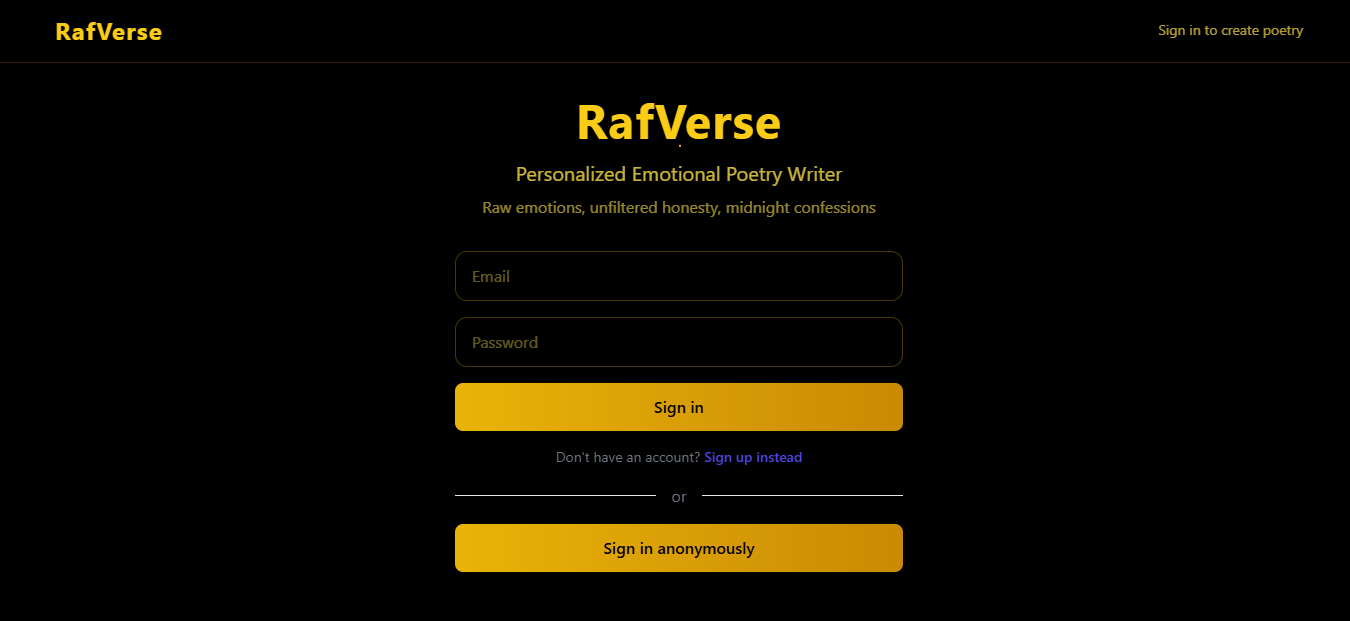 RafVerse
Sign in to create poetry
RafVerse
Personalized Emotional Poetry Writer
Raw emotions, unfiltered honesty, midnight confessions
Email
Password
Sign in
Don't have an account? Sign up instead
or
Sign in anonymously